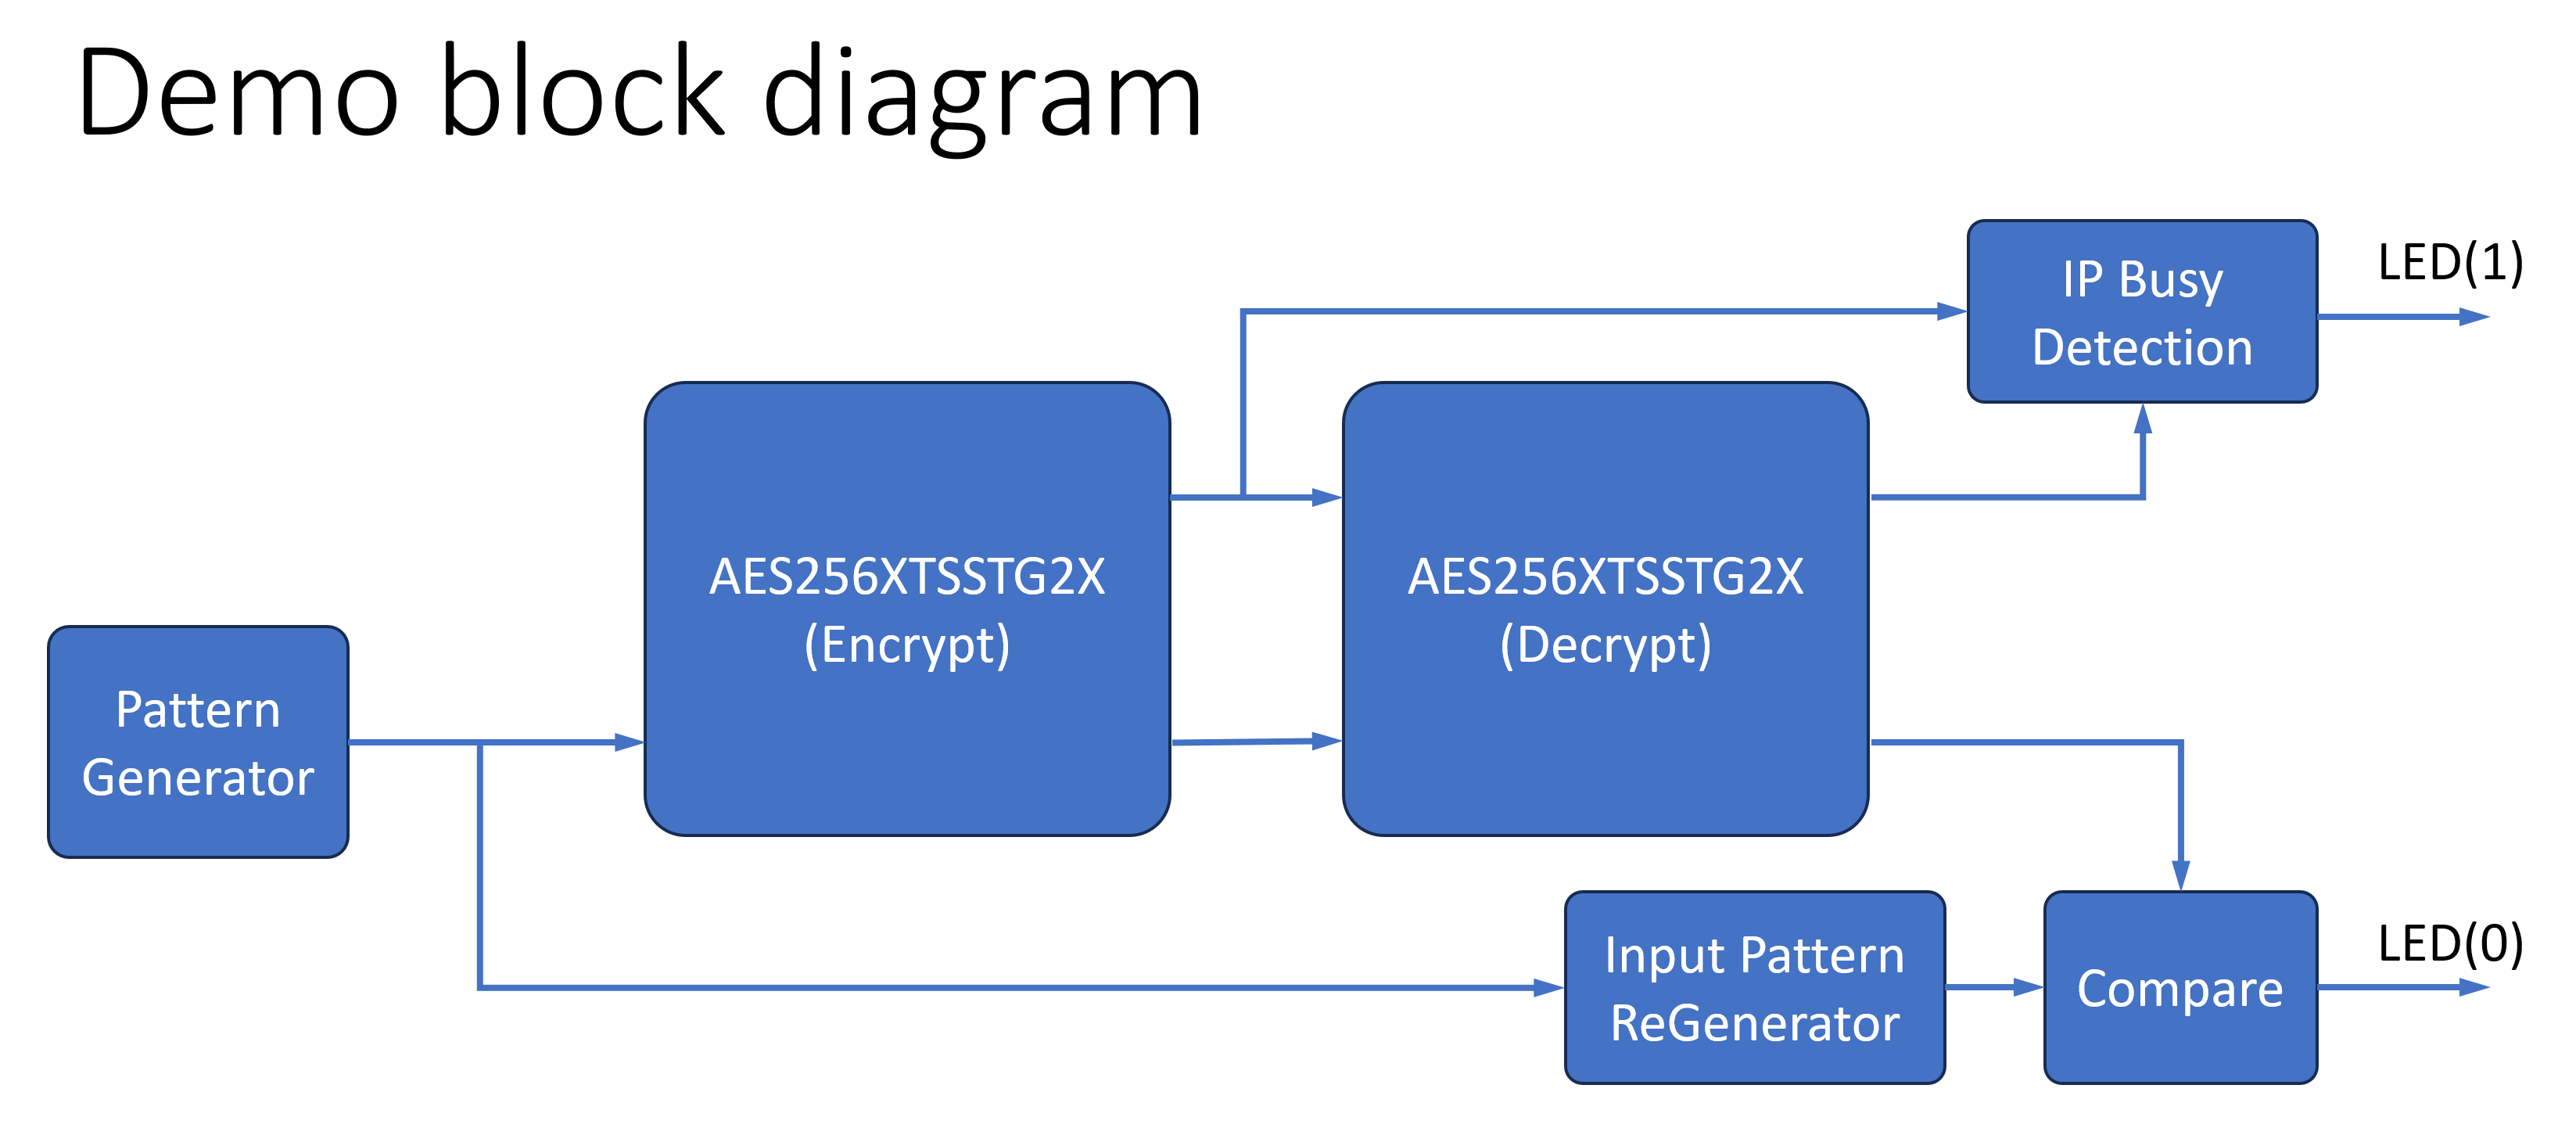 Demo block diagram
IP Busy
Detection
LED(1)
AES256XTSSTG2X
(Encrypt)
AES256XTSSTG2X
(Decrypt)
Pattern
Generator
Input Pattern
ReGenerator
Compare
LED(0)